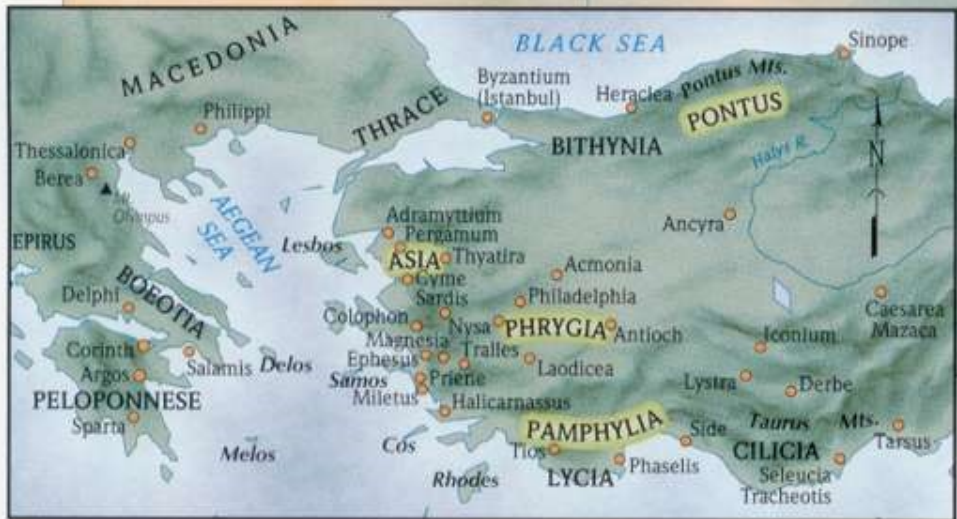 BLACK SEA
Sinope
MACEDONIA
Byzantium
(Istanbul)
Heraclea
Pontus Mts.
PONTUS
Philippi
THRACE
BITHYNIA
Thessalonica
Berea
Mt.
Olympus
Halys R.
N
AEGEAN
SEA
Ancyra
EPIRUS
Lesbos
Adramyttium
Pergamum
ASIA
Thyatira
Acmonia
BOEOTIA
Cyme
Sardis
Philadelphia
Caesarea
Mazaca
Delphi
Colophon
Nysa
PHRYGIA
Antioch
Iconium
Corinth
Salamis
Delos
Magnesia
Ephesus
Tralles
Laodicea
Argos
Samos
Priene
Lystra
Derbe
PELOPONNESE
Miletus
Halicarnassus
Sparta
PAMPHYLIA
Side
Taurus Mts.
Tarsus
Melos
Cos
Tlos
CILICIA
Rhodes
LYCIA
Phaselis
Seleucia
Tracheotis